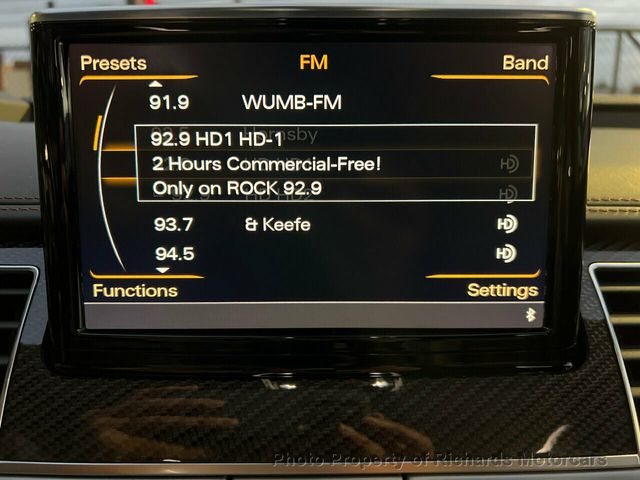 Presets FM Band
91.9 WUMB-FM
Hornsby
92.9 HD1 HD-1
2 Hours Commercial-Free!
Only on ROCK 92.9
93.7 & Keefe
94.5
Functions Settings
Photo Property of Richards Motorcars